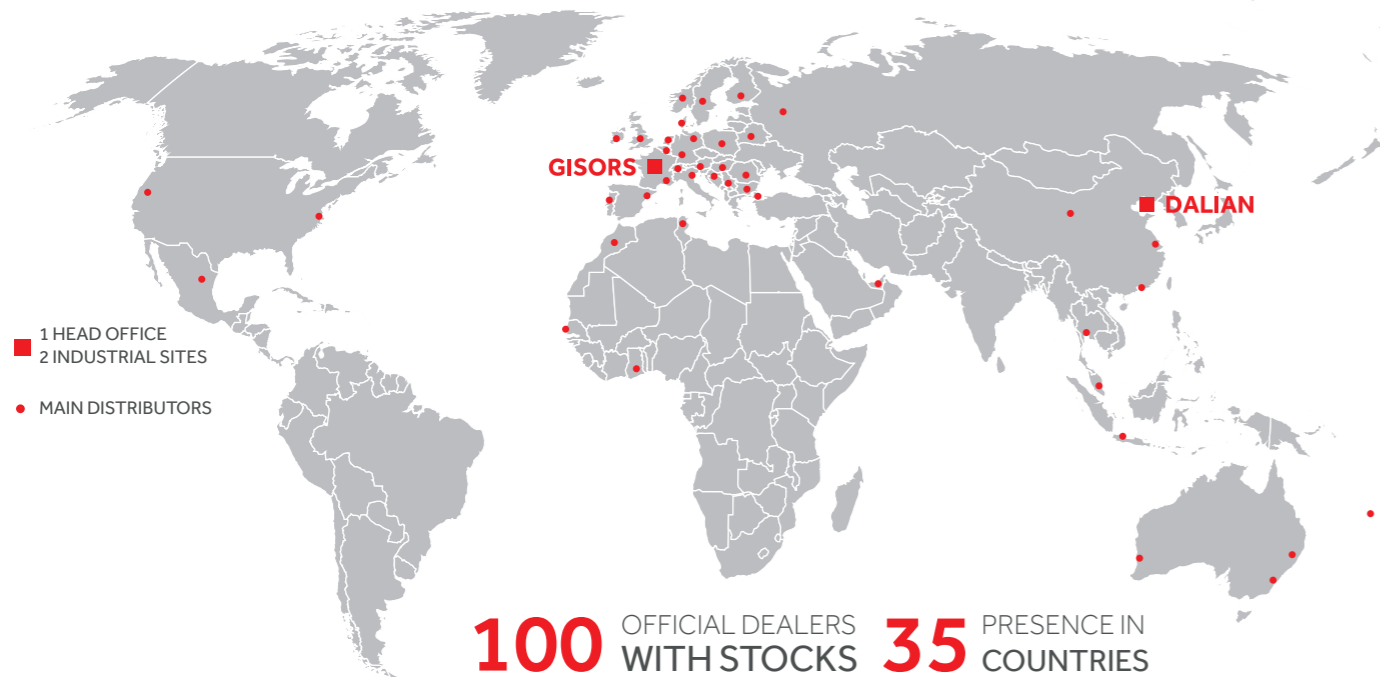 GISORS
DALIAN
1 HEAD OFFICE
2 INDUSTRIAL SITES
MAIN DISTRIBUTORS
100 OFFICIAL DEALERS
WITH STOCKS
35 PRESENCE IN
COUNTRIES